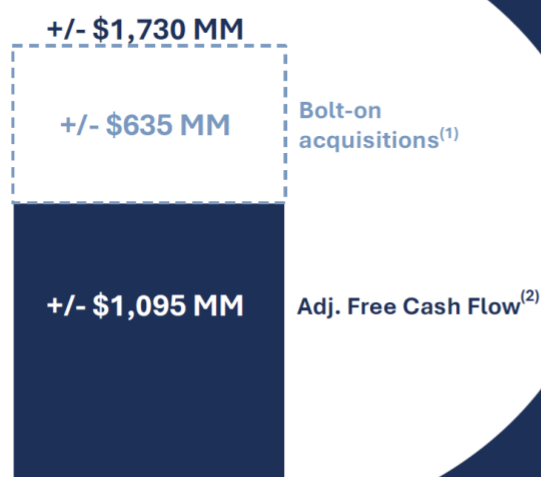 +/- $1,730 MM
+/- $635 MM
Bolt-on
acquisitions(1)
+/- $1,095 MM
Adj. Free Cash Flow(2)